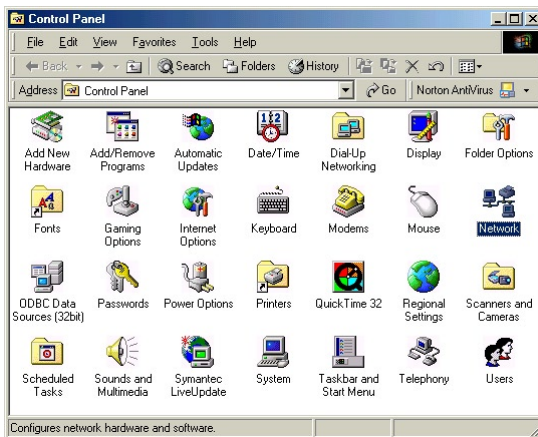 Control Panel
File Edit View Favorites Tools Help
Back Search Folders History
Address Control Panel Go Norton AntiVirus
Add New Hardware
Add/Remove Programs
Automatic Updates
Date/Time
Dial-Up Networking
Display
Folder Options
Fonts
Gaming Options
Internet Options
Keyboard
Modems
Mouse
Network
ODBC Data Sources (32bit)
Passwords
Power Options
Printers
QuickTime 32
Regional Settings
Scanners and Cameras
Scheduled Tasks
Sounds and Multimedia
Symantec LiveUpdate
System
Taskbar and Start Menu
Telephony
Users
Configures network hardware and software.